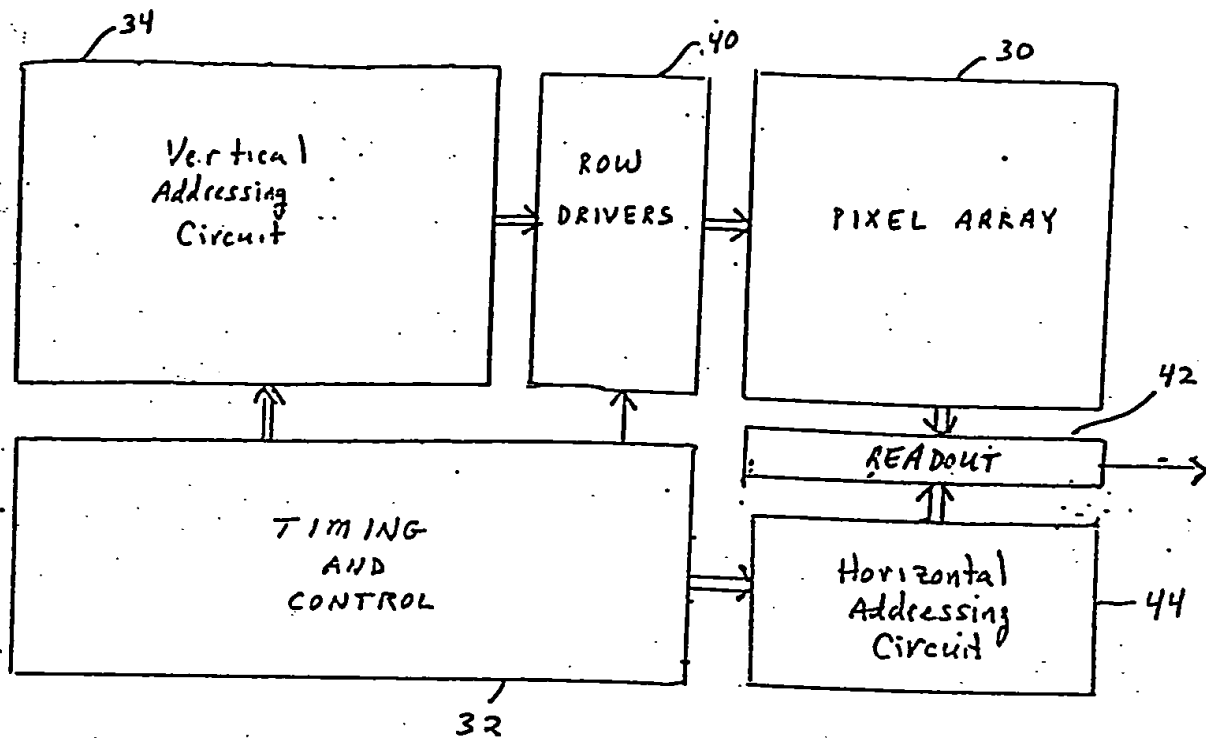 34
40
30
Vertical
Addressing
Circuit
ROW
DRIVERS
PIXEL ARRAY
42
READOUT
TIMING
AND
CONTROL
Horizontal
Addressing
Circuit
44
32